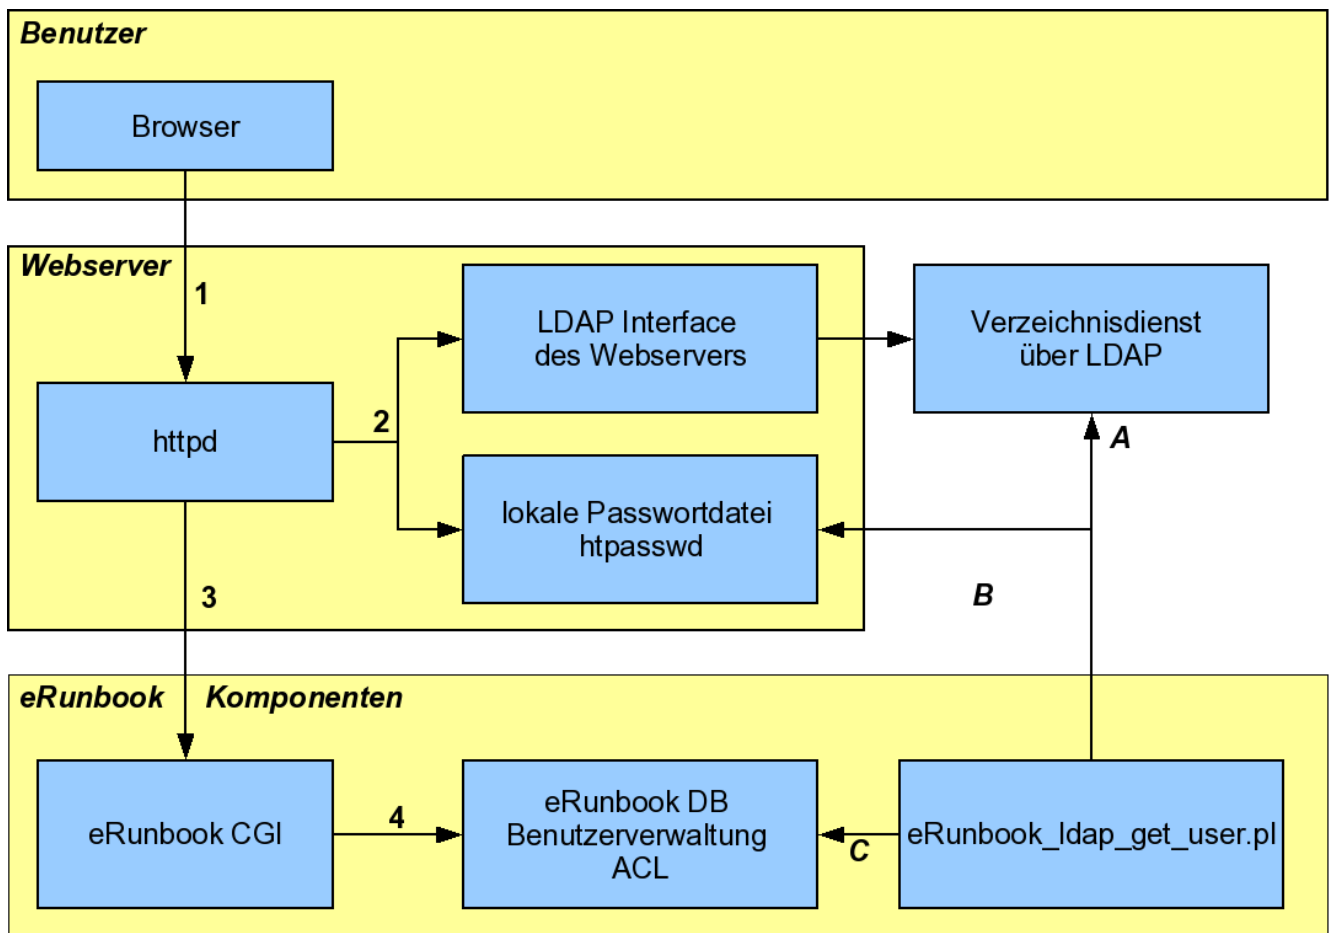 Benutzer
Browser
Webserver
1
LDAP Interface
des Webservers
Verzeichnisdienst
über LDAP
httpd
2
A
lokale Passwortdatei
htpasswd
3
B
eRunbook Komponenten
eRunbook CGI
4
eRunbook DB
Benutzerverwaltung
ACL
C
eRunbook_ldap_get_user.pl